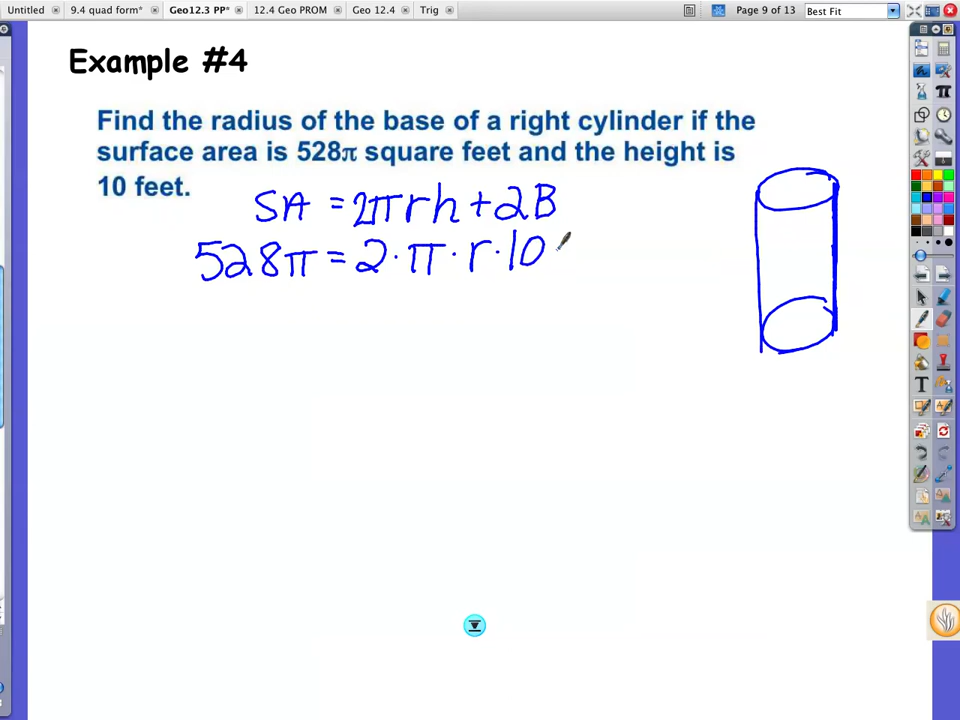 Untitled 9.4 quad form* Geo12.3 PP* 12.4 Geo PROM Geo 12.4 Trig Page 9 of 13 Best Fit
Example #4
Find the radius of the base of a right cylinder if the
surface area is 528π square feet and the height is
10 feet.
SA = 2πrh + 2B
528π = 2·π·r·10